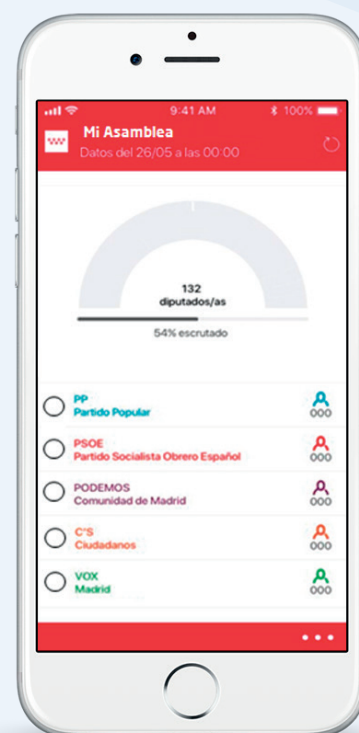 9:41 AM
100%
Mi Asamblea
Datos del 26/05 a las 00:00
132
diputados/as
54% escrutado
PP
Partido Popular
000
PSOE
Partido Socialista Obrero Español
000
PODEMOS
Comunidad de Madrid
000
C'S
Ciudadanos
000
VOX
Madrid
000